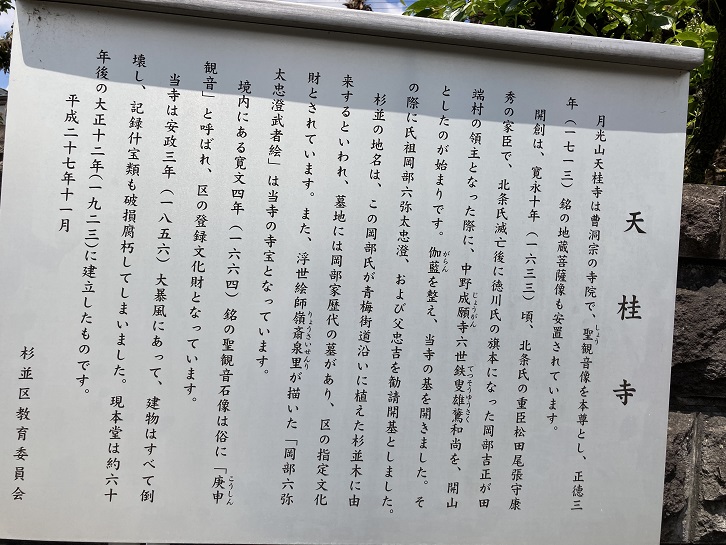 天桂寺
月光山天桂寺は曹洞宗の寺院で、聖観音像を本尊とし、正徳三
年（一七一三）銘の地蔵菩薩像も安置されています。
開創は、寛永十年（一六三三）頃、北条氏の重臣松田尾張守康
秀の家臣で、北条氏滅亡後に徳川氏の旗本になった岡部吉正が田
端村の領主となった際に、中野成願寺六世鉄叟雄鷟和尚を、開山
としたのが始まりです。伽藍を整え、当寺の基を開きました。そ
の際に氏祖岡部六弥太忠澄、および父忠吉を勧請開基としました。
杉並の地名は、この岡部氏が青梅街道沿いに植えた杉並木に由
来するといわれ、墓地には岡部家歴代の墓があり、区の指定文化
財とされています。また、浮世絵師嶺斎泉里が描いた「岡部六弥
太忠澄武者絵」は当寺の寺宝となっています。
境内にある寛文四年（一六六四）銘の聖観音石像は俗に「庚申
観音」と呼ばれ、区の登録文化財となっています。
当寺は安政三年（一八五六）大暴風にあって、建物はすべて倒
壊し、記録什宝類も破損腐朽してしまいました。現本堂は約六十
年後の大正十二年（一九二三）に建立したものです。
平成二十七年十一月
杉並区教育委員会